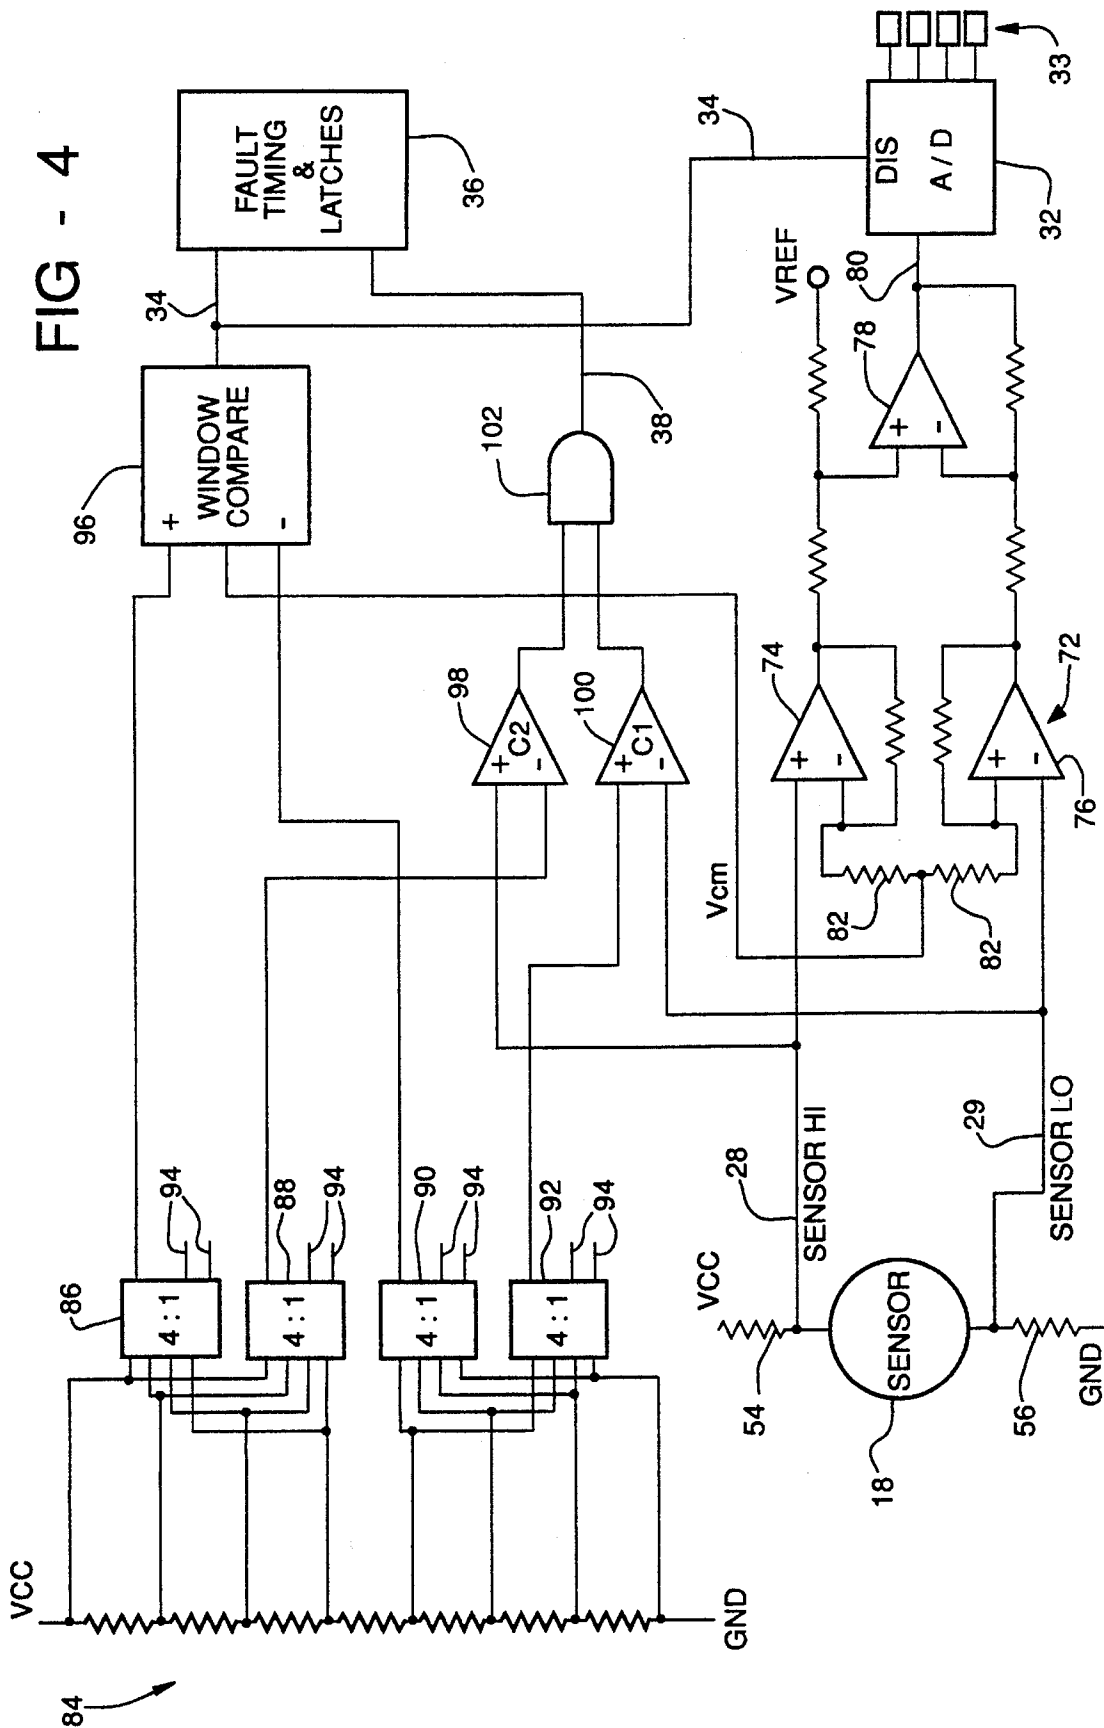 FIG - 4
84
VCC
GND
86
4 : 1
94
4 : 1
88
94
4 : 1
90
94
4 : 1
92
94
96
+
WINDOW
COMPARE
-
34
FAULT
TIMING
&
LATCHES
36
98
+
C2
-
100
+
C1
-
102
38
34
Vcm
VCC
54
SENSOR
18
56
GND
28
SENSOR HI
29
SENSOR LO
82
82
74
+
-
72
+
-
76
VREF
78
+
-
80
DIS
A / D
32
33